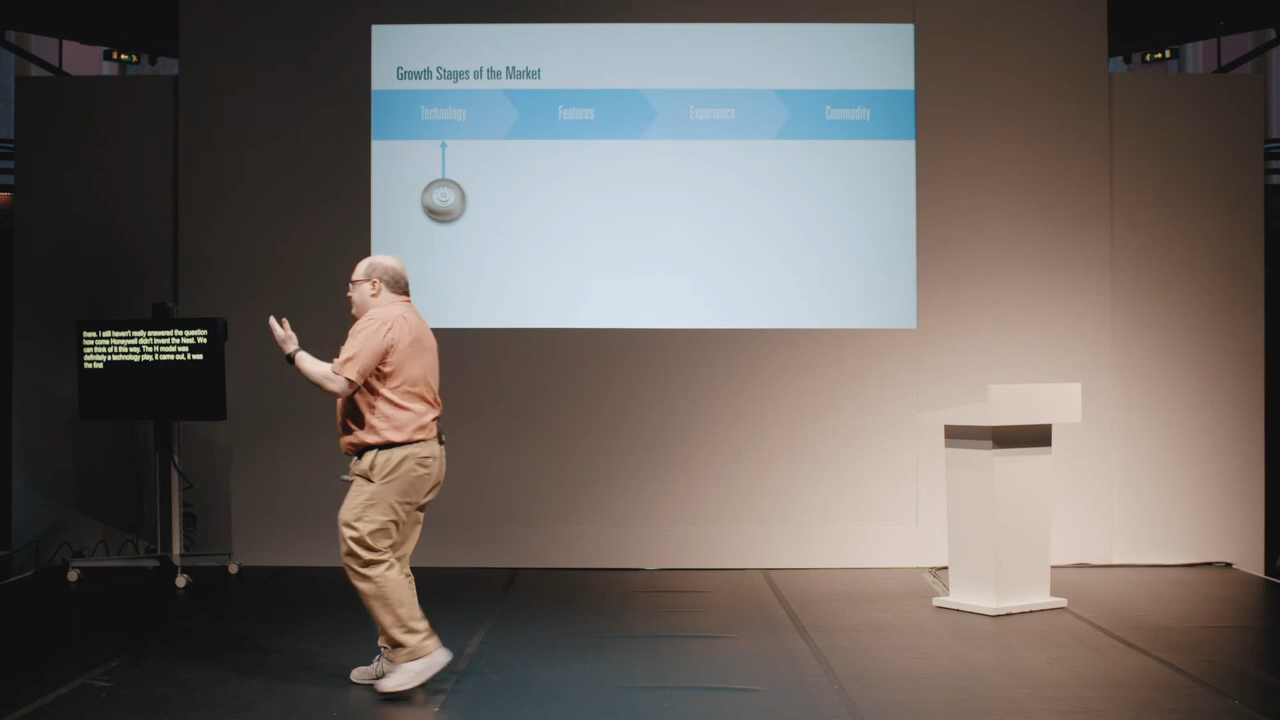 Growth Stages of the Market
Technology
Features
Experience
Commodity
there. I still haven't really answered the question
how come Honeywell didn't invent the Nest. We
can think of it this way. The H model was
definitely a technology play, it came out, it was
the first